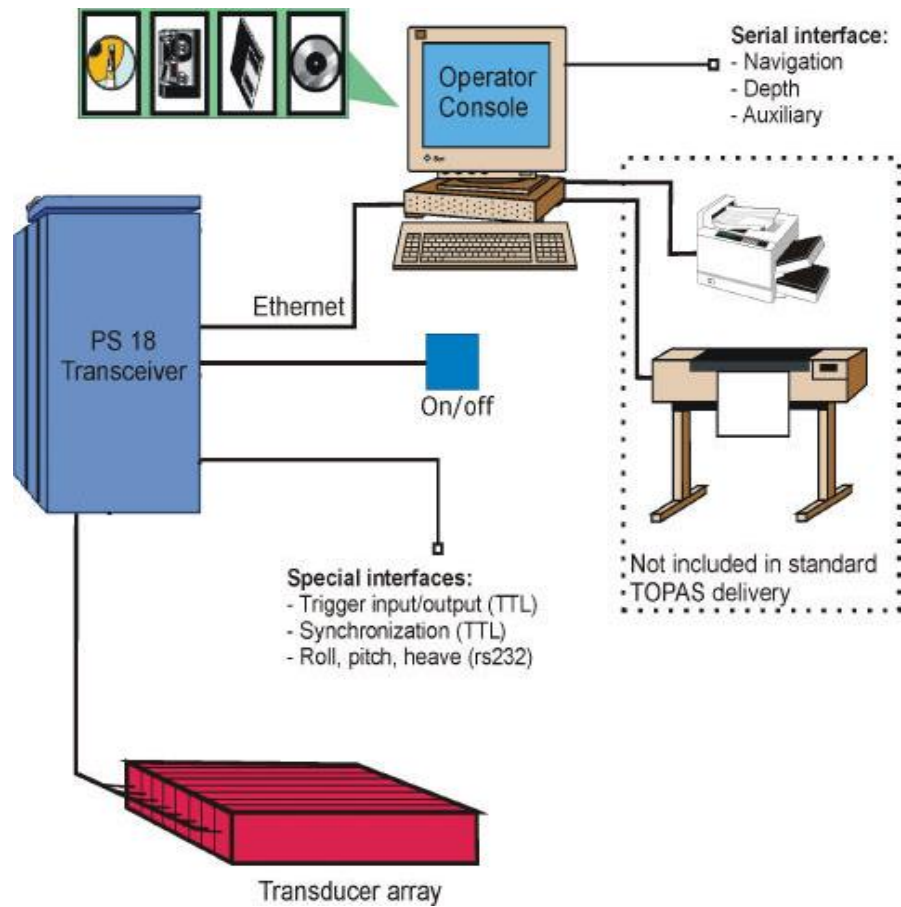 Operator
Console
Serial interface:
- Navigation
- Depth
- Auxiliary
Ethernet
PS 18
Transceiver
On/off
Special interfaces:
- Trigger input/output (TTL)
- Synchronization (TTL)
- Roll, pitch, heave (rs232)
Not included in standard
TOPAS delivery
Transducer array